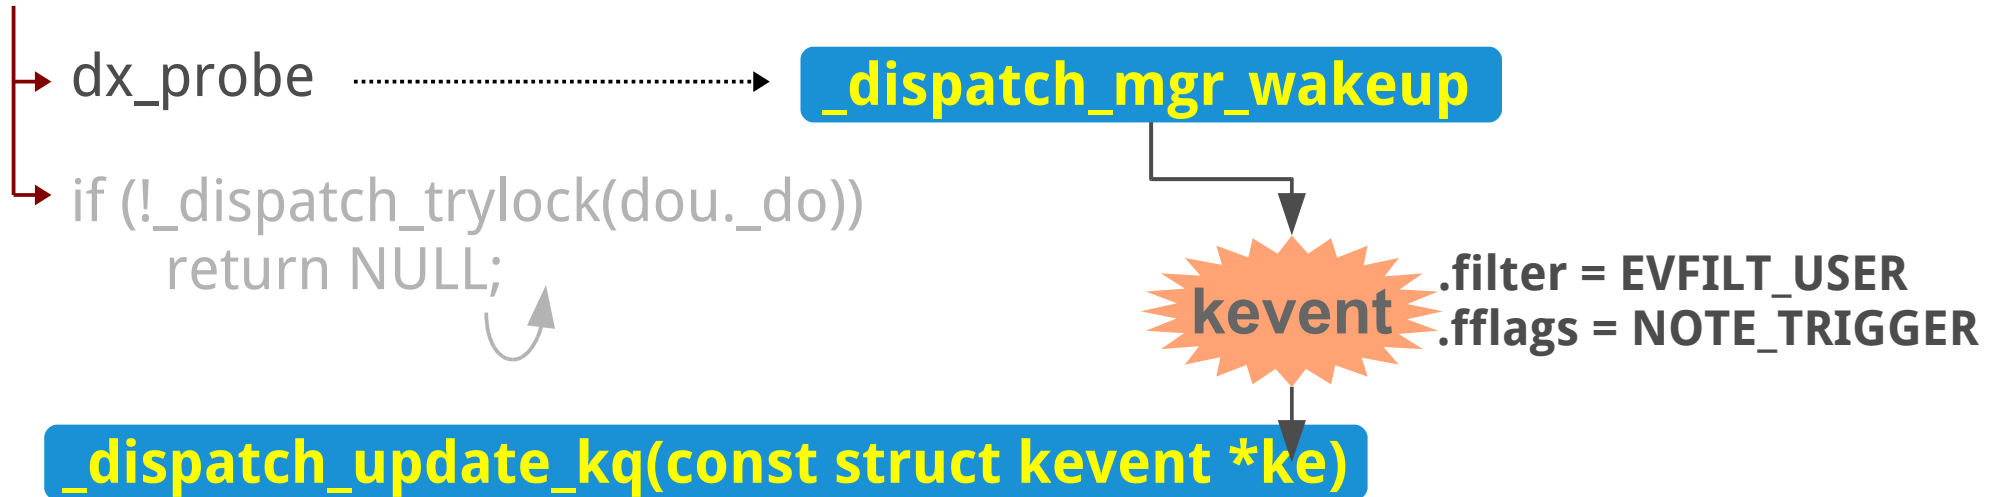 dx_probe
_dispatch_mgr_wakeup
if (!_dispatch_trylock(dou._do))
return NULL;
kevent
.filter = EVFILT_USER
.fflags = NOTE_TRIGGER
_dispatch_update_kq(const struct kevent *ke)